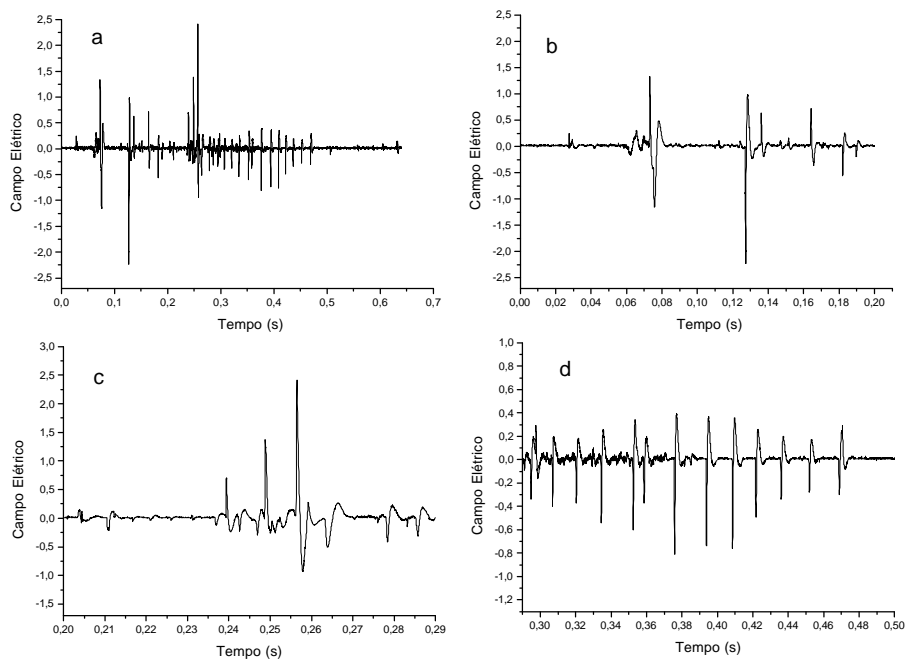 a
Campo Elétrico
2,5
2,0
1,5
1,0
0,5
0,0
-0,5
-1,0
-1,5
-2,0
-2,5
0,0 0,1 0,2 0,3 0,4 0,5 0,6 0,7
Tempo (s)
b
Campo Elétrico
2,5
2,0
1,5
1,0
0,5
0,0
-0,5
-1,0
-1,5
-2,0
-2,5
0,00 0,02 0,04 0,06 0,08 0,10 0,12 0,14 0,16 0,18 0,20
Tempo (s)
c
Campo Elétrico
3,0
2,5
2,0
1,5
1,0
0,5
0,0
-0,5
-1,0
-1,5
0,20 0,21 0,22 0,23 0,24 0,25 0,26 0,27 0,28 0,29
Tempo (s)
d
Campo Elétrico
1,0
0,8
0,6
0,4
0,2
0,0
-0,2
-0,4
-0,6
-0,8
-1,0
-1,2
0,30 0,32 0,34 0,36 0,38 0,40 0,42 0,44 0,46 0,48 0,50
Tempo (s)